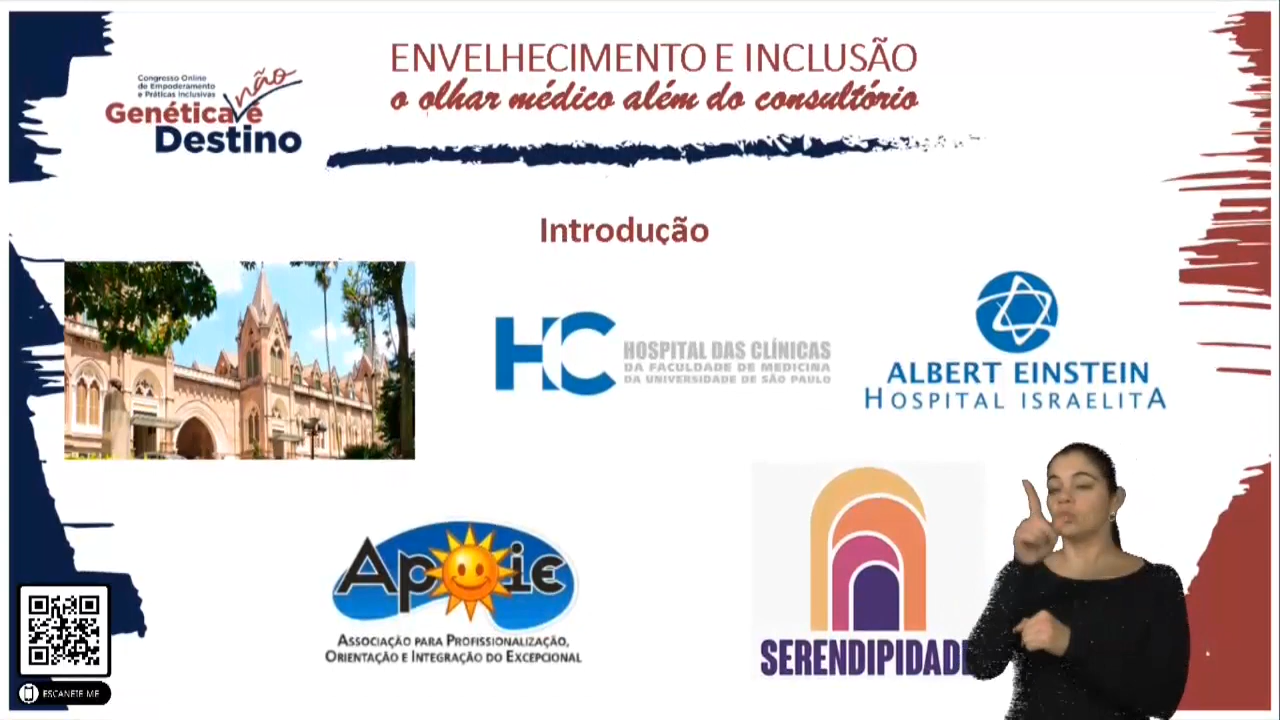 Congresso Online
de Empoderamento
e Práticas Inclusivas
não
Genética é
Destino
ENVELHECIMENTO E INCLUSÃO
o olhar médico além do consultório
Introdução
HC
HOSPITAL DAS CLÍNICAS
DA FACULDADE DE MEDICINA
DA UNIVERSIDADE DE SÃO PAULO
ALBERT EINSTEIN
HOSPITAL ISRAELITA
Apoie
ASSOCIAÇÃO PARA PROFISSIONALIZAÇÃO,
ORIENTAÇÃO E INTEGRAÇÃO DO EXCEPCIONAL
SERENDIPIDAD
ESCANEIE ME